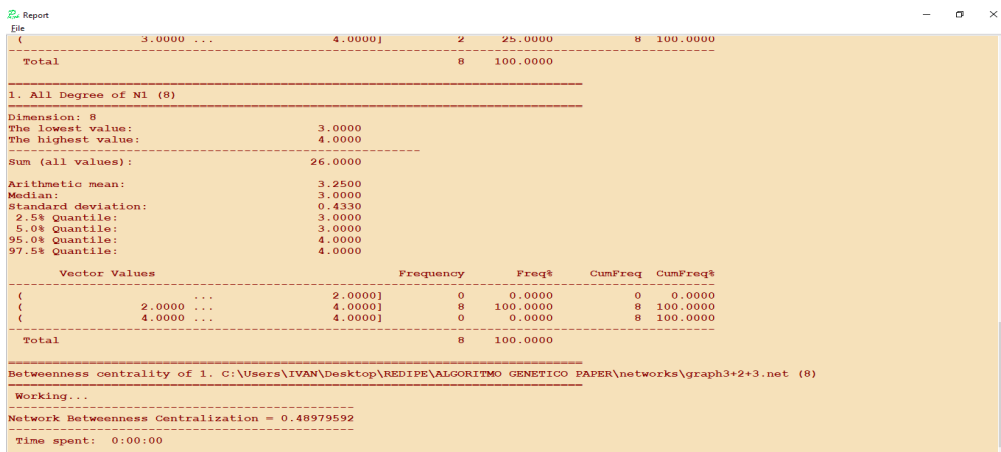 Report
File
( 3.0000 ... 4.0000] 2 25.0000 8 100.0000
Total 8 100.0000
1. All Degree of N1 (8)
Dimension: 8
The lowest value: 3.0000
The highest value: 4.0000
Sum (all values): 26.0000
Arithmetic mean: 3.2500
Median: 3.0000
Standard deviation: 0.4330
2.5% Quantile: 3.0000
5.0% Quantile: 3.0000
95.0% Quantile: 4.0000
97.5% Quantile: 4.0000
Vector Values Frequency Freq% CumFreq CumFreq%
( ... 2.0000] 0 0.0000 0 0.0000
( 2.0000 ... 4.0000] 8 100.0000 8 100.0000
( 4.0000 ... 4.0000] 0 0.0000 8 100.0000
Total 8 100.0000
Betweenness centrality of 1. C:\Users\IVAN\Desktop\REDIPE\ALGORITMO GENETICO PAPER\networks\graph3+2+3.net (8)
Working...
Network Betweenness Centralization = 0.48979592
Time spent: 0:00:00